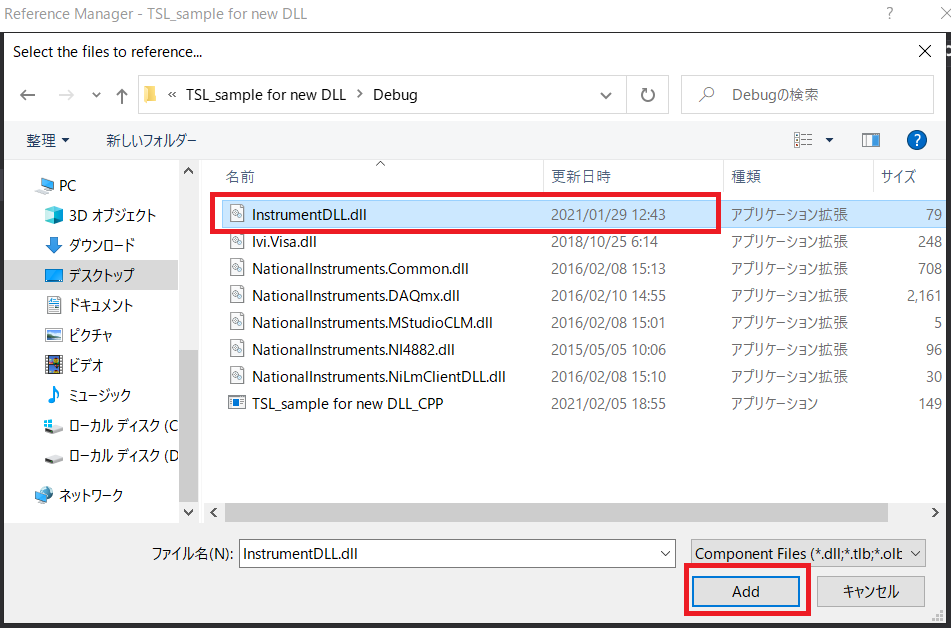 Reference Manager - TSL_sample for new DLL ?
Select the files to reference...
« TSL_sample for new DLL > Debug Debugの検索
整理 新しいフォルダー ?
名前 更新日時 種類 サイズ
PC
3D オブジェクト
ダウンロード
デスクトップ
ドキュメント
ピクチャ
ビデオ
ミュージック
ローカル ディスク (C
ローカル ディスク (D
ネットワーク
InstrumentDLL.dll 2021/01/29 12:43 アプリケーション拡張 79
Ivi.Visa.dll 2018/10/25 6:14 アプリケーション拡張 248
NationalInstruments.Common.dll 2016/02/08 15:13 アプリケーション拡張 708
NationalInstruments.DAQmx.dll 2016/02/10 14:55 アプリケーション拡張 2,161
NationalInstruments.MStudioCLM.dll 2016/02/08 15:01 アプリケーション拡張 5
NationalInstruments.NI4882.dll 2015/05/05 10:06 アプリケーション拡張 96
NationalInstruments.NiLmClientDLL.dll 2016/02/08 15:10 アプリケーション拡張 30
TSL_sample for new DLL_CPP 2021/02/05 18:55 アプリケーション 149
ファイル名(N): InstrumentDLL.dll Component Files (*.dll;*.tlb;*.olb
Add キャンセル